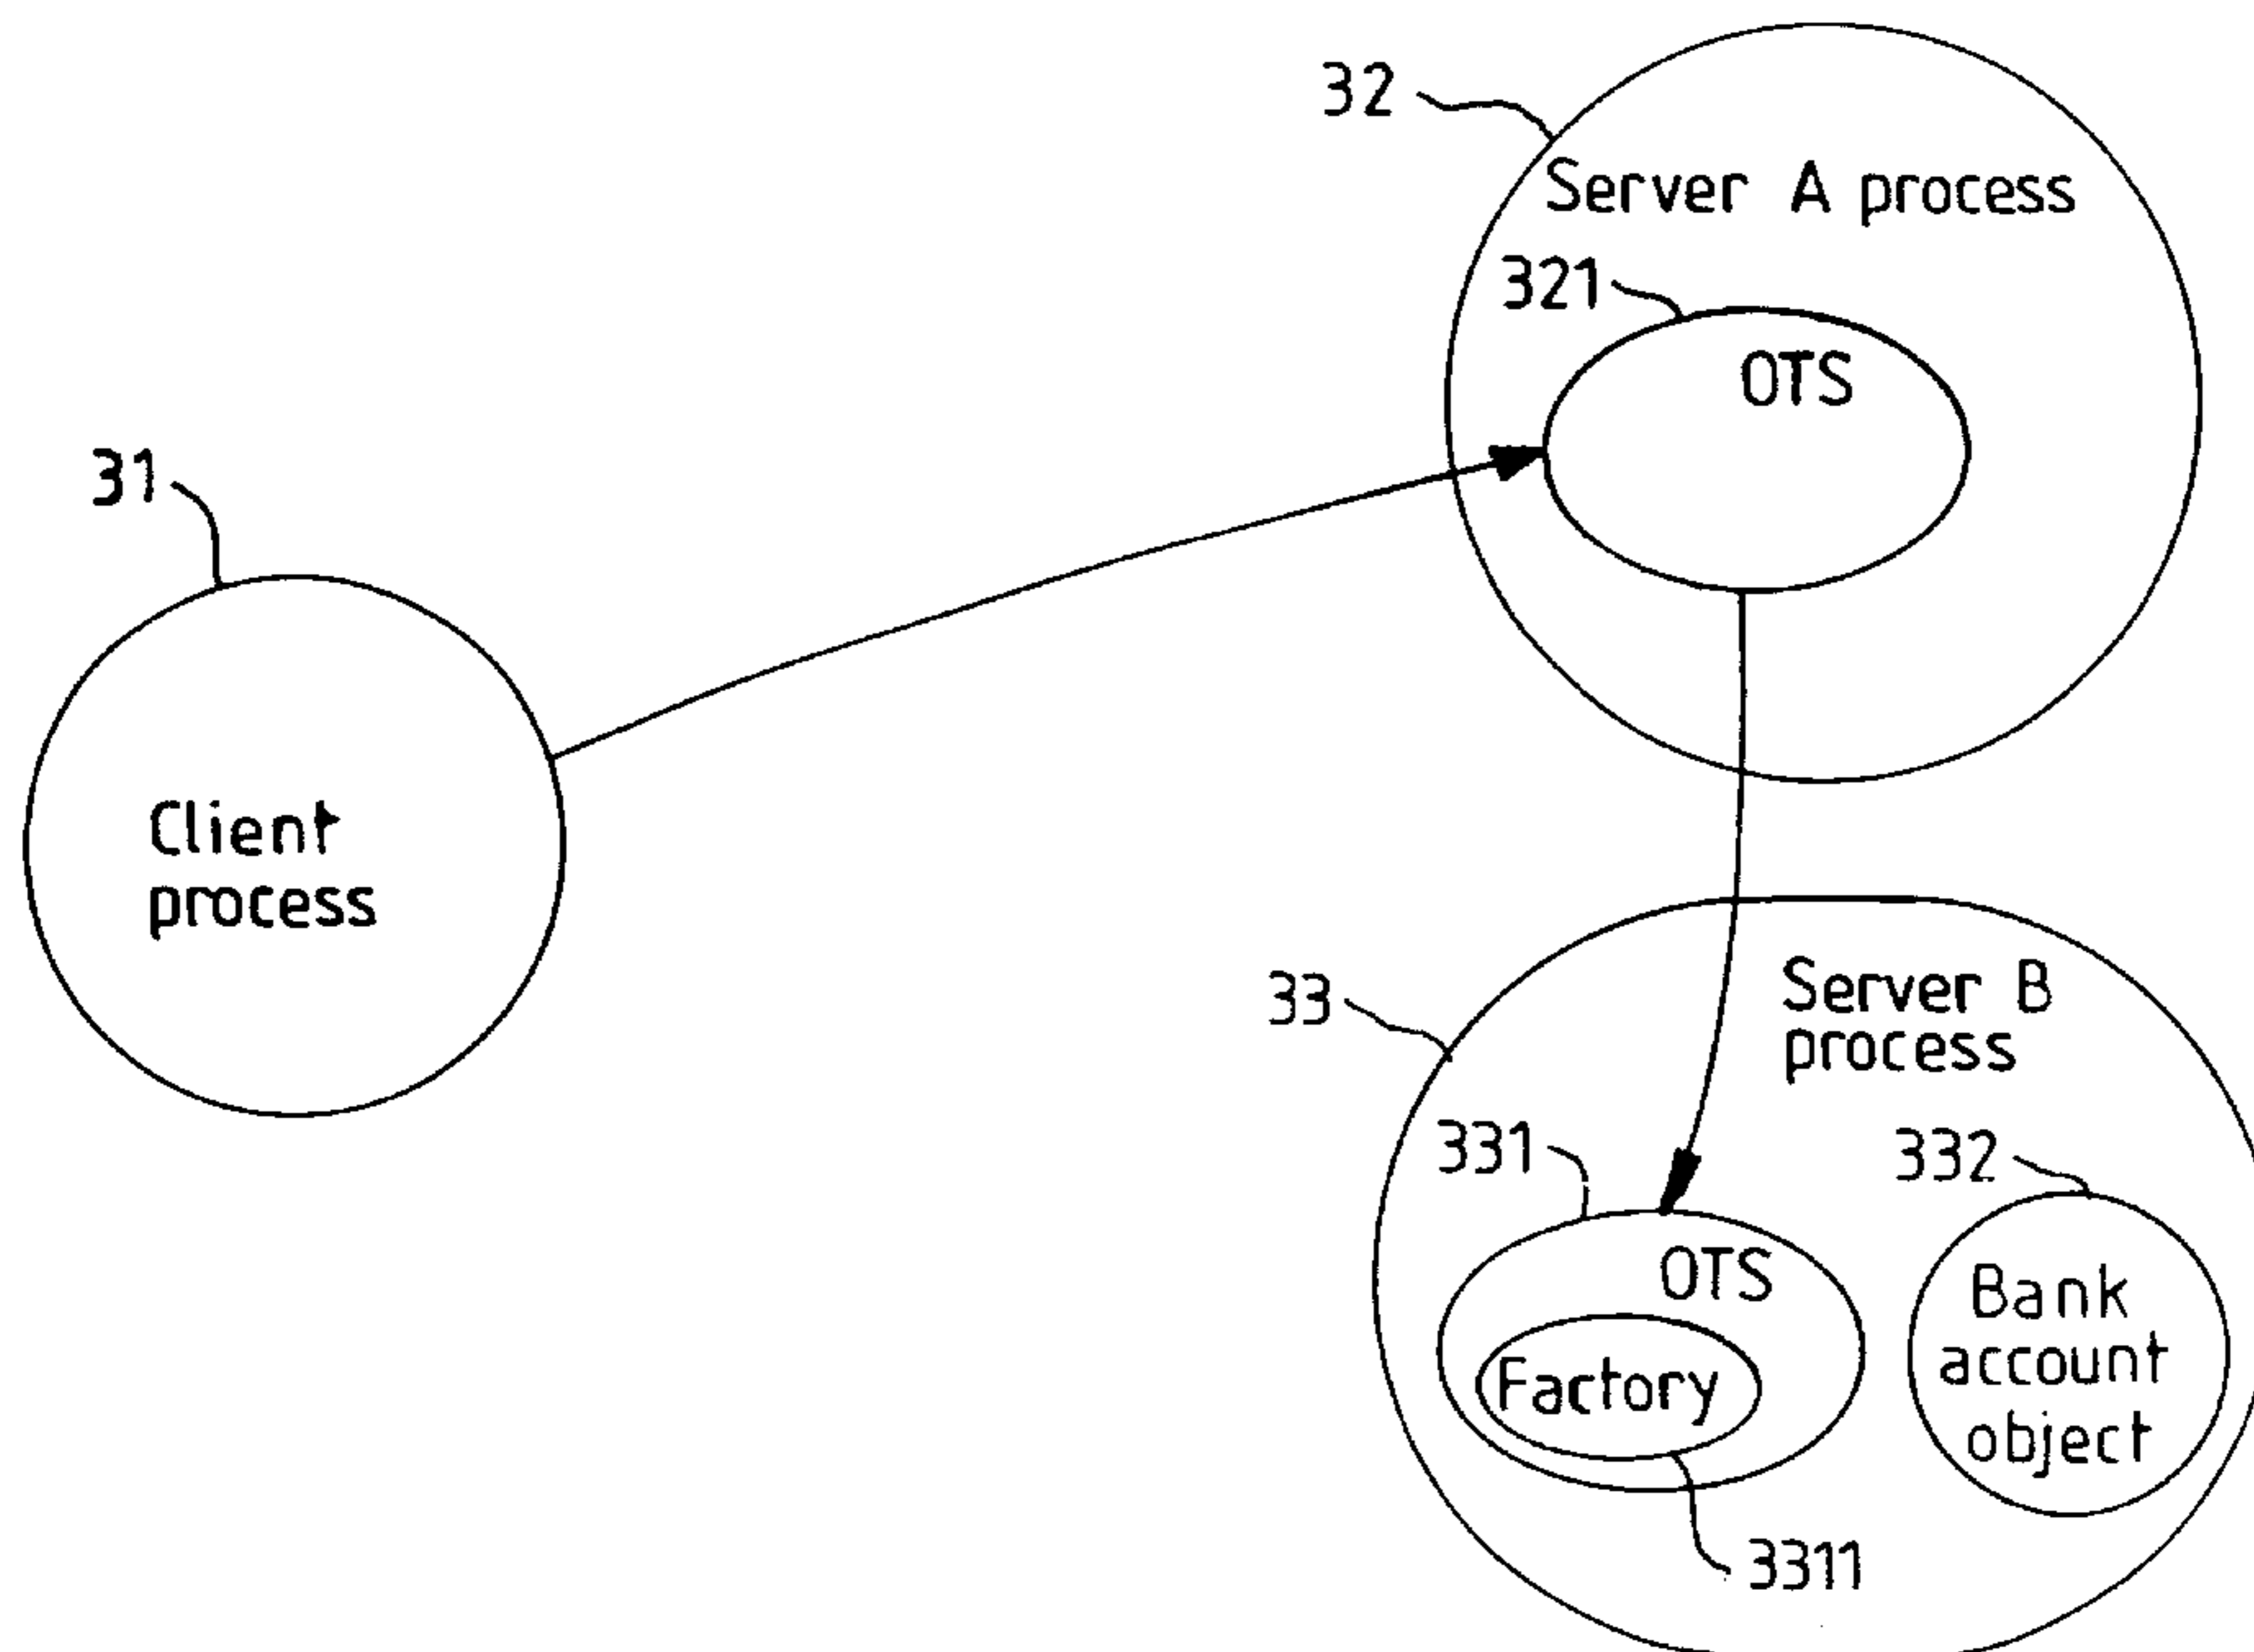 32
Server A process
321
OTS
31
Client
process
33
Server B
process
331
332
OTS
Factory
Bank
account
object
3311